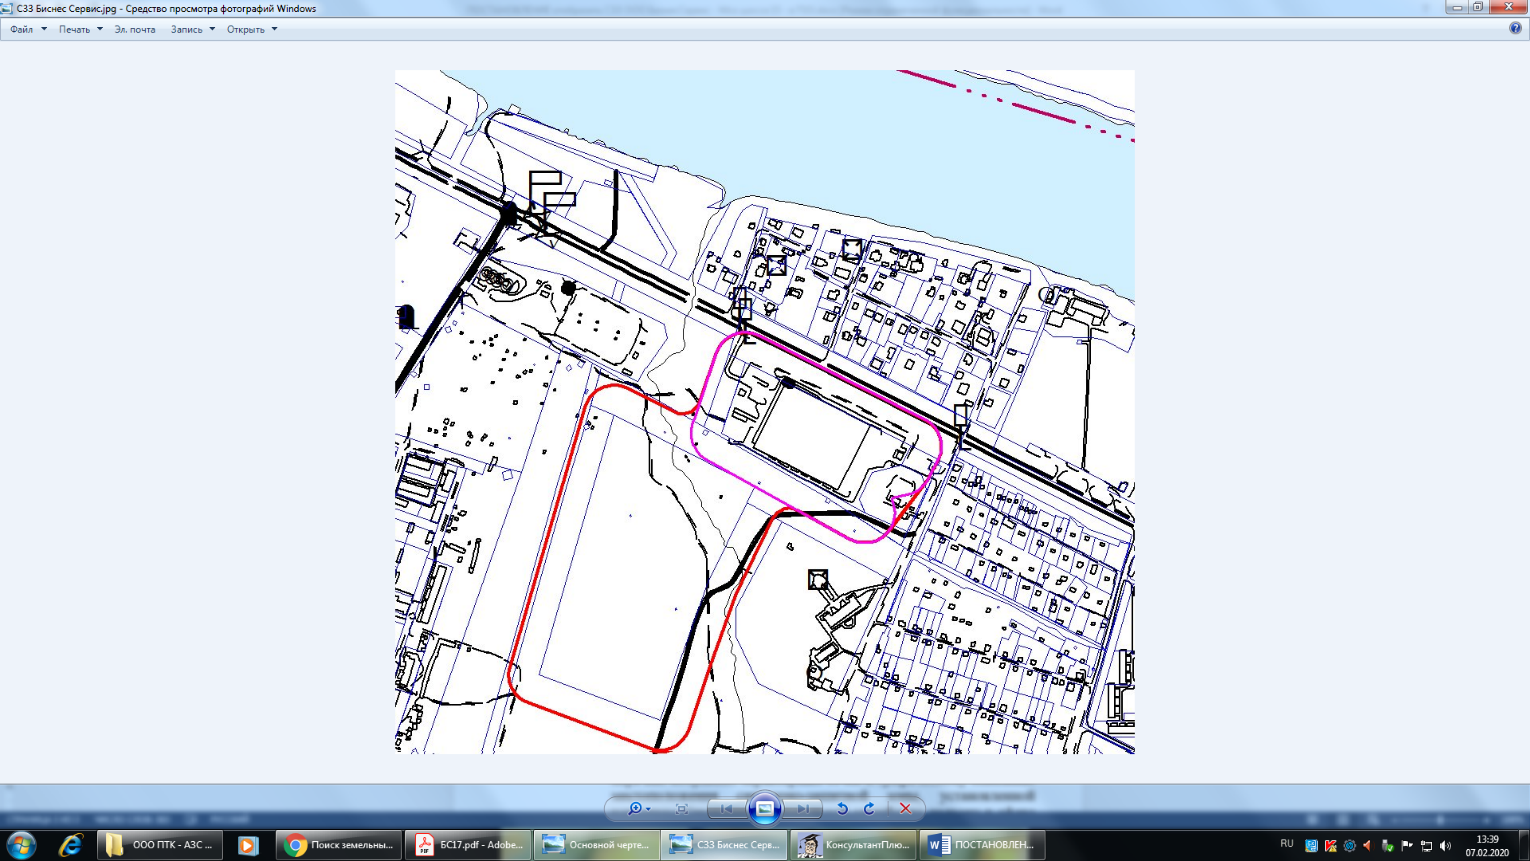 СЗЗ Биснес Сервис.jpg - Средство просмотра фотографий Windows
Файл Печать Эл. почта Запись Открыть
ООО ПТК - АЗС ...
Поиск земельны...
БС17.pdf - Adobe...
Основной черте...
СЗЗ Биснес Серв...
КонсультантПлю...
ПОСТАНОВЛЕН...
RU
13:39
07.02.2020